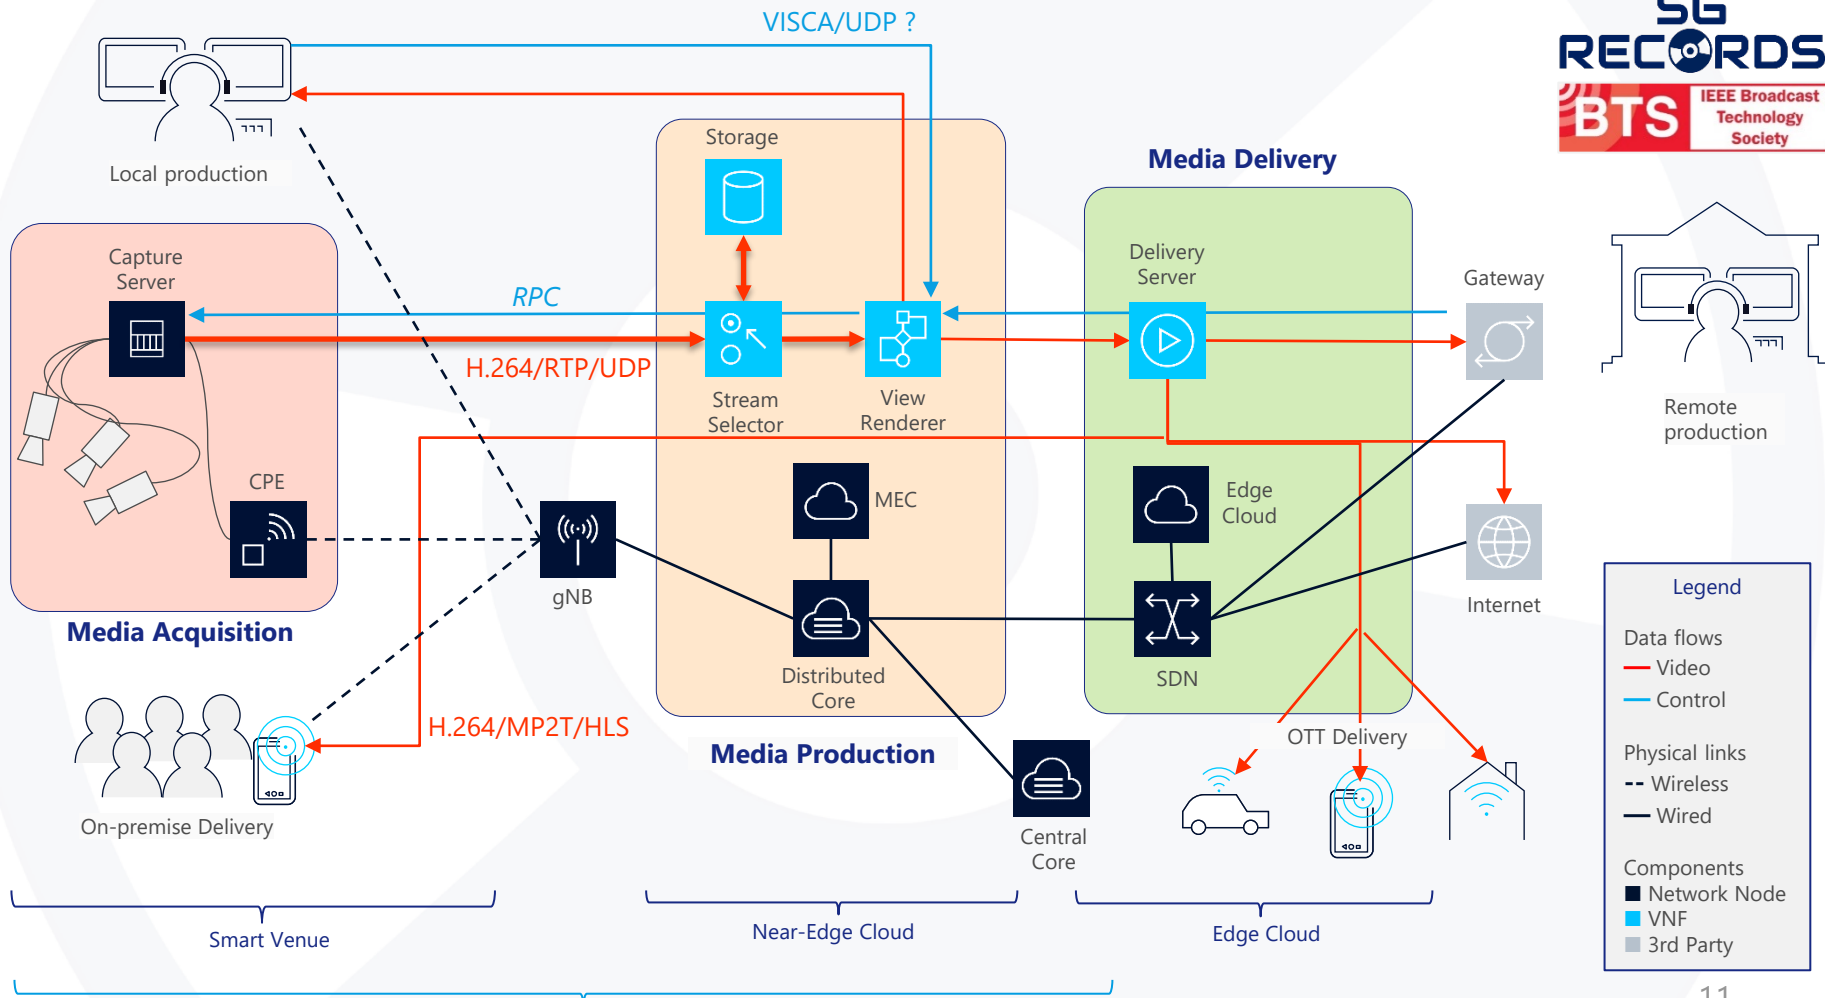 VISCA/UDP ?
SG
RECORDS
BTS
IEEE Broadcast
Technology
Society
Local production
Storage
Media Delivery
Capture
Server
Delivery
Server
Gateway
RPC
H.264/RTP/UDP
Stream
Selector
View
Renderer
Remote
production
CPE
MEC
Edge
Cloud
gNB
Internet
Media Acquisition
Distributed
Core
SDN
H.264/MP2T/HLS
Media Production
OTT Delivery
On-premise Delivery
Central
Core
Legend
Data flows
Video
Control
Physical links
Wireless
Wired
Components
Network Node
VNF
3rd Party
Smart Venue
Near-Edge Cloud
Edge Cloud
11